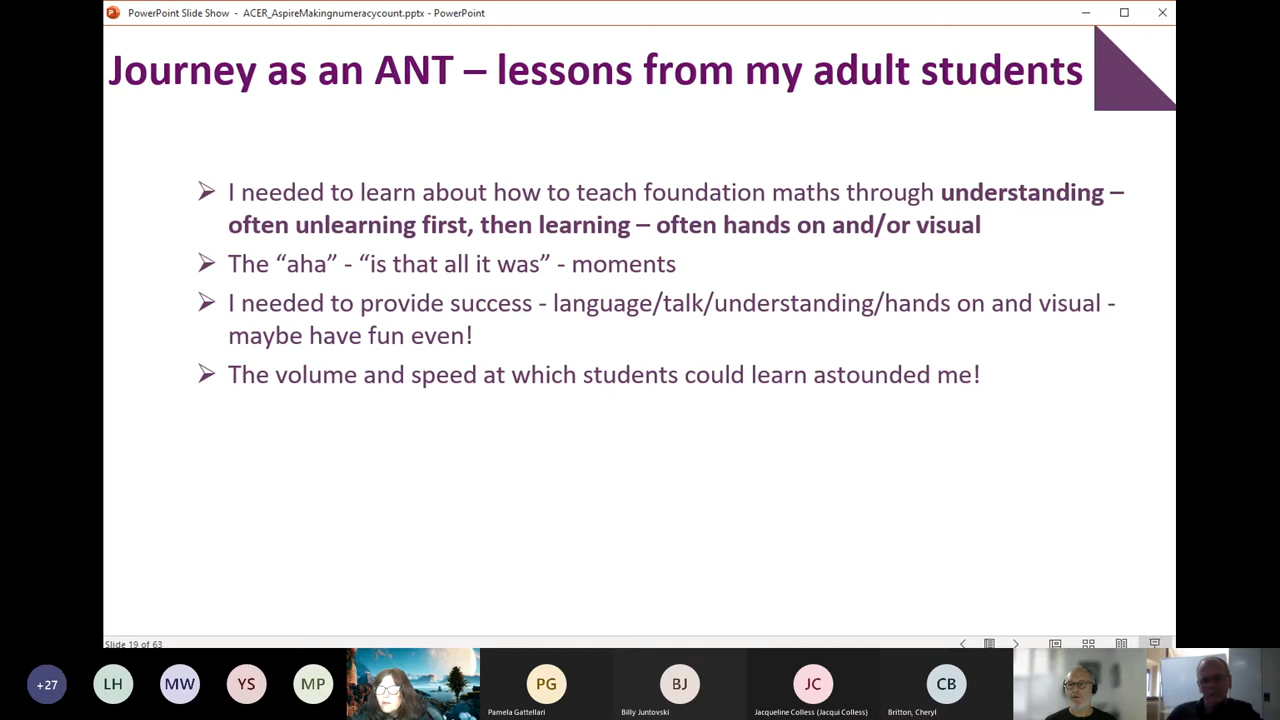 PowerPoint Slide Show - ACER_AspireMakingnumeracycount.pptx - PowerPoint
Journey as an ANT – lessons from my adult students
I needed to learn about how to teach foundation maths through understanding –
often unlearning first, then learning – often hands on and/or visual
The “aha” - “is that all it was” - moments
I needed to provide success - language/talk/understanding/hands on and visual -
maybe have fun even!
The volume and speed at which students could learn astounded me!
Slide 19 of 63
+27 LH MW YS MP PG BJ JC CB
Pamela Gattellari Billy Juntovski Jacqueline Colless (Jacqui Colless) Britton, Cheryl